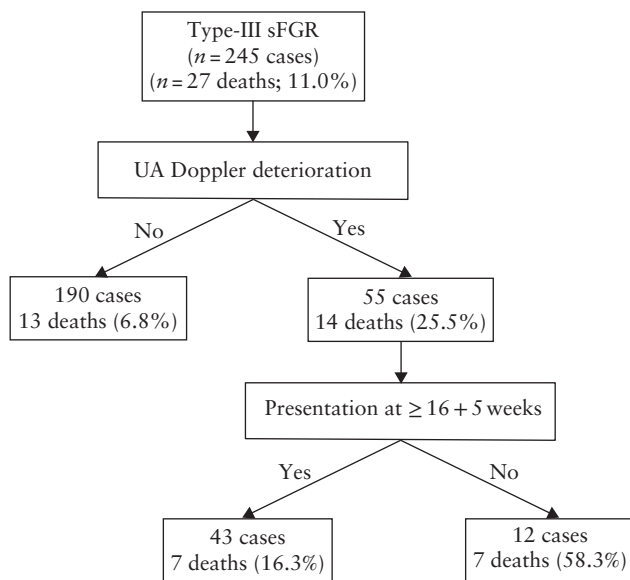 Type-III sFGR
(n = 245 cases)
(n = 27 deaths; 11.0%)
UA Doppler deterioration
No
Yes
190 cases
13 deaths (6.8%)
55 cases
14 deaths (25.5%)
Presentation at ≥ 16 + 5 weeks
Yes
No
43 cases
7 deaths (16.3%)
12 cases
7 deaths (58.3%)